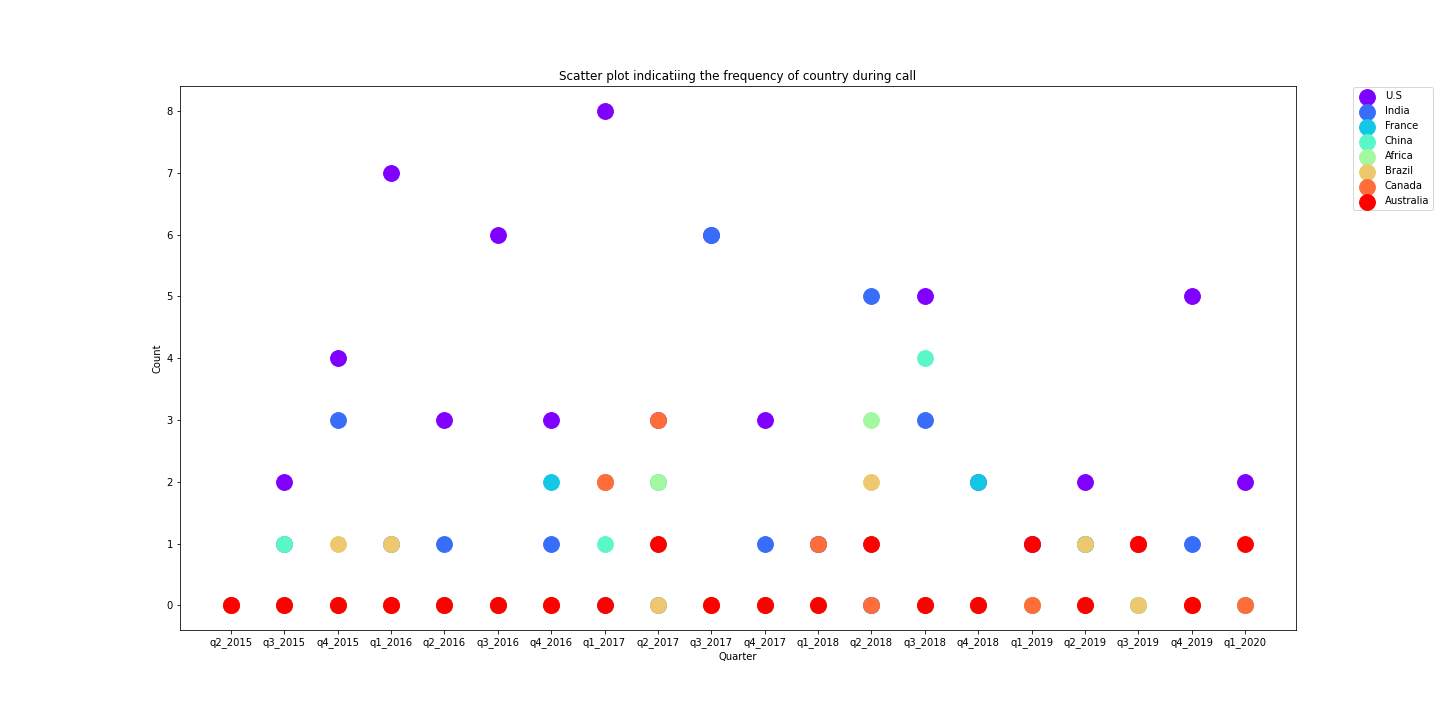 Scatter plot indicatiing the frequency of country during call
U.S
India
France
China
Africa
Brazil
Canada
Australia
8
7
6
5
4
3
2
1
0
Count
q2_2015 q3_2015 q4_2015 q1_2016 q2_2016 q3_2016 q4_2016 q1_2017 q2_2017 q3_2017 q4_2017 q1_2018 q2_2018 q3_2018 q4_2018 q1_2019 q2_2019 q3_2019 q4_2019 q1_2020
Quarter